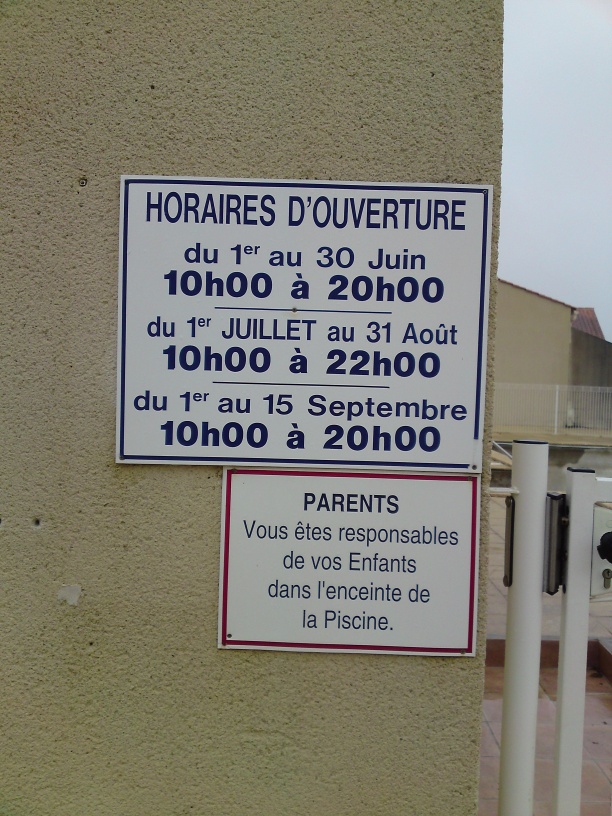 HORAIRES D'OUVERTURE
du 1er au 30 Juin
10h00 à 20h00
du 1er JUILLET au 31 Août
10h00 à 22h00
du 1er au 15 Septembre
10h00 à 20h00
PARENTS
Vous êtes responsables
de vos Enfants
dans l'enceinte de
la Piscine.